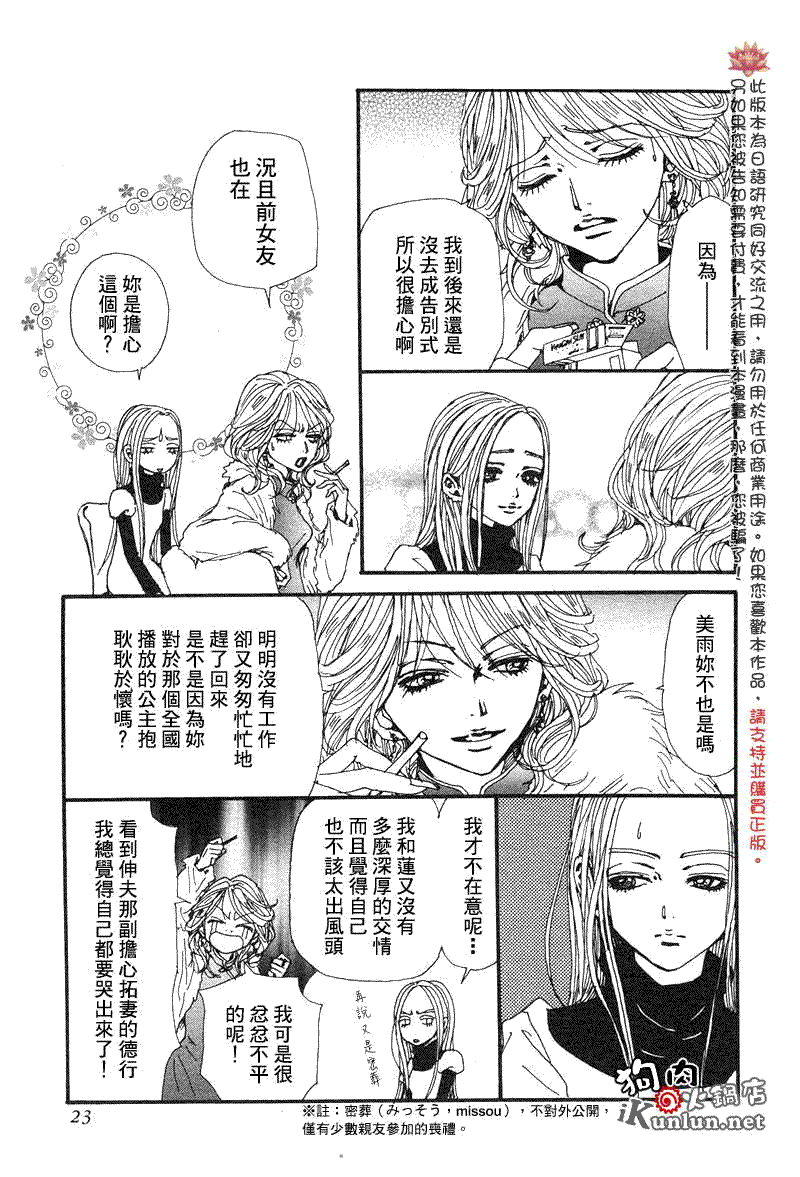 因為——
我到後來還是
沒去成告別式
所以很擔心啊
況且前女友
也在
妳是擔心
這個啊?
美雨妳不也是嗎
明明沒有工作
卻又匆匆忙忙地
趕了回來
是不是因為妳
對於那個全國
播放的公主抱
耿耿於懷嗎?
我才不在意呢…
我和蓮又沒有
多麼深厚的交情
而且覺得自己
也不該太出風頭
再說又是密葬
我可是很
忿忿不平
的呢!
看到伸夫那副擔心拓妻的德行
我總覺得自己都要哭出來了!
※註:密葬(みっそう,missou),不對外公開,
僅有少數親友參加的喪禮。
23
此版本為日語研究同好交流之用,請勿用於任何商業用途。如果您喜歡本作品,請支持並購買正版。
另如果您被告知需要付費,才能看到本漫畫,那麼,您被騙了!
狗肉
火鍋店
iKunlun.net